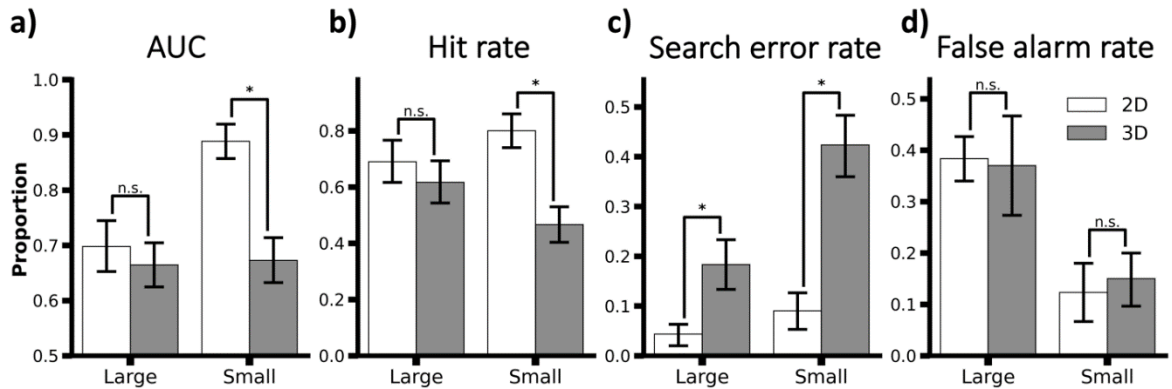 a) AUC
Proportion
1.0
0.9
0.8
0.7
0.6
0.5
n.s.
*
Large Small
b) Hit rate
0.8
0.6
0.4
0.2
0.0
n.s.
*
Large Small
c) Search error rate
0.5
0.4
0.3
0.2
0.1
0.0
*
*
Large Small
d) False alarm rate
0.5
0.4
0.3
0.2
0.1
0.0
n.s.
n.s.
2D
3D
Large Small